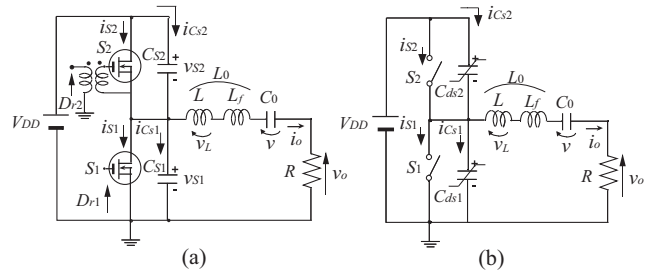 iS2
iCs2
S2
CS2
+
vS2
−
Dr2
L0
L
Lf
C0
VDD
iS1
iCs1
vL
v
io
S1
CS1
+
vS1
−
Dr1
R
vo
(a)
iCs2
iS2
S2
Cds2
L0
L
Lf
C0
VDD
iS1
iCs1
vL
v
io
S1
Cds1
R
vo
(b)